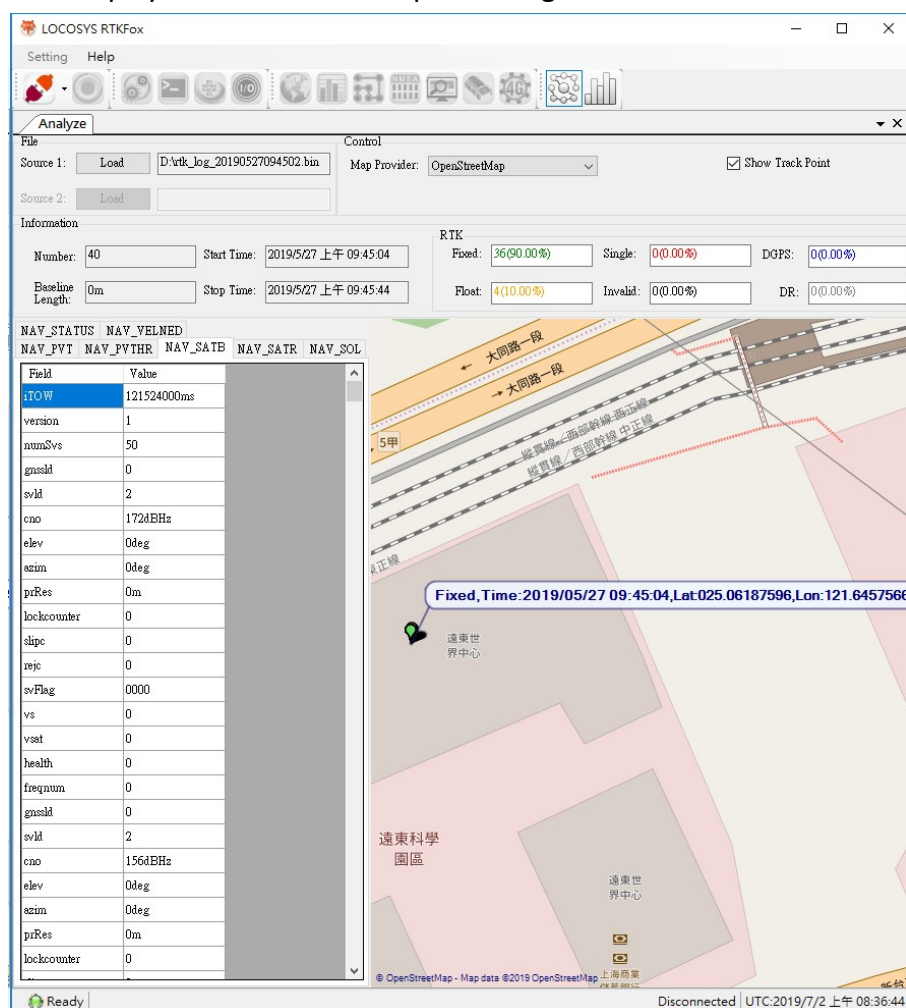 LOCOSYS RTKFox
Setting Help
Analyze
File
Source 1: Load D:\rtk_log_20190527094502.bin
Source 2: Load
Control
Map Provider: OpenStreetMap
Show Track Point
Information
Number: 40 Start Time: 2019/5/27 上午 09:45:04
Baseline Length: 0m Stop Time: 2019/5/27 上午 09:45:44
RTK
Fixed: 36(90.00%) Single: 0(0.00%) DGPS: 0(0.00%)
Float: 4(10.00%) Invalid: 0(0.00%) DR: 0(0.00%)
NAV_STATUS NAV_VELNED
NAV_PVT NAV_PVTHR NAV_SATB NAV_SATR NAV_SOL
Field Value
iTOW 121524000ms
version 1
numSvs 50
gnssId 0
svId 2
cno 172dBHz
elev 0deg
azim 0deg
prRes 0m
lockcounter 0
slipc 0
rejc 0
svFlag 0000
vs 0
vsat 0
health 0
freqnum 0
gnssId 0
svId 2
cno 156dBHz
elev 0deg
azim 0deg
prRes 0m
lockcounter 0
← 大同路一段
→ 大同路一段
5甲
縱貫線／西部幹線 西正線
縱貫線／西部幹線 中正線
正線
Fixed,Time:2019/05/27 09:45:04,Lat:025.06187596,Lon:121.6457566
遠東世
界中心
遠東科學
園區
遠東世
界中心
上海商業
© OpenStreetMap - Map data ©2019 OpenStreetMap
Ready
Disconnected UTC:2019/7/2 上午 08:36:44